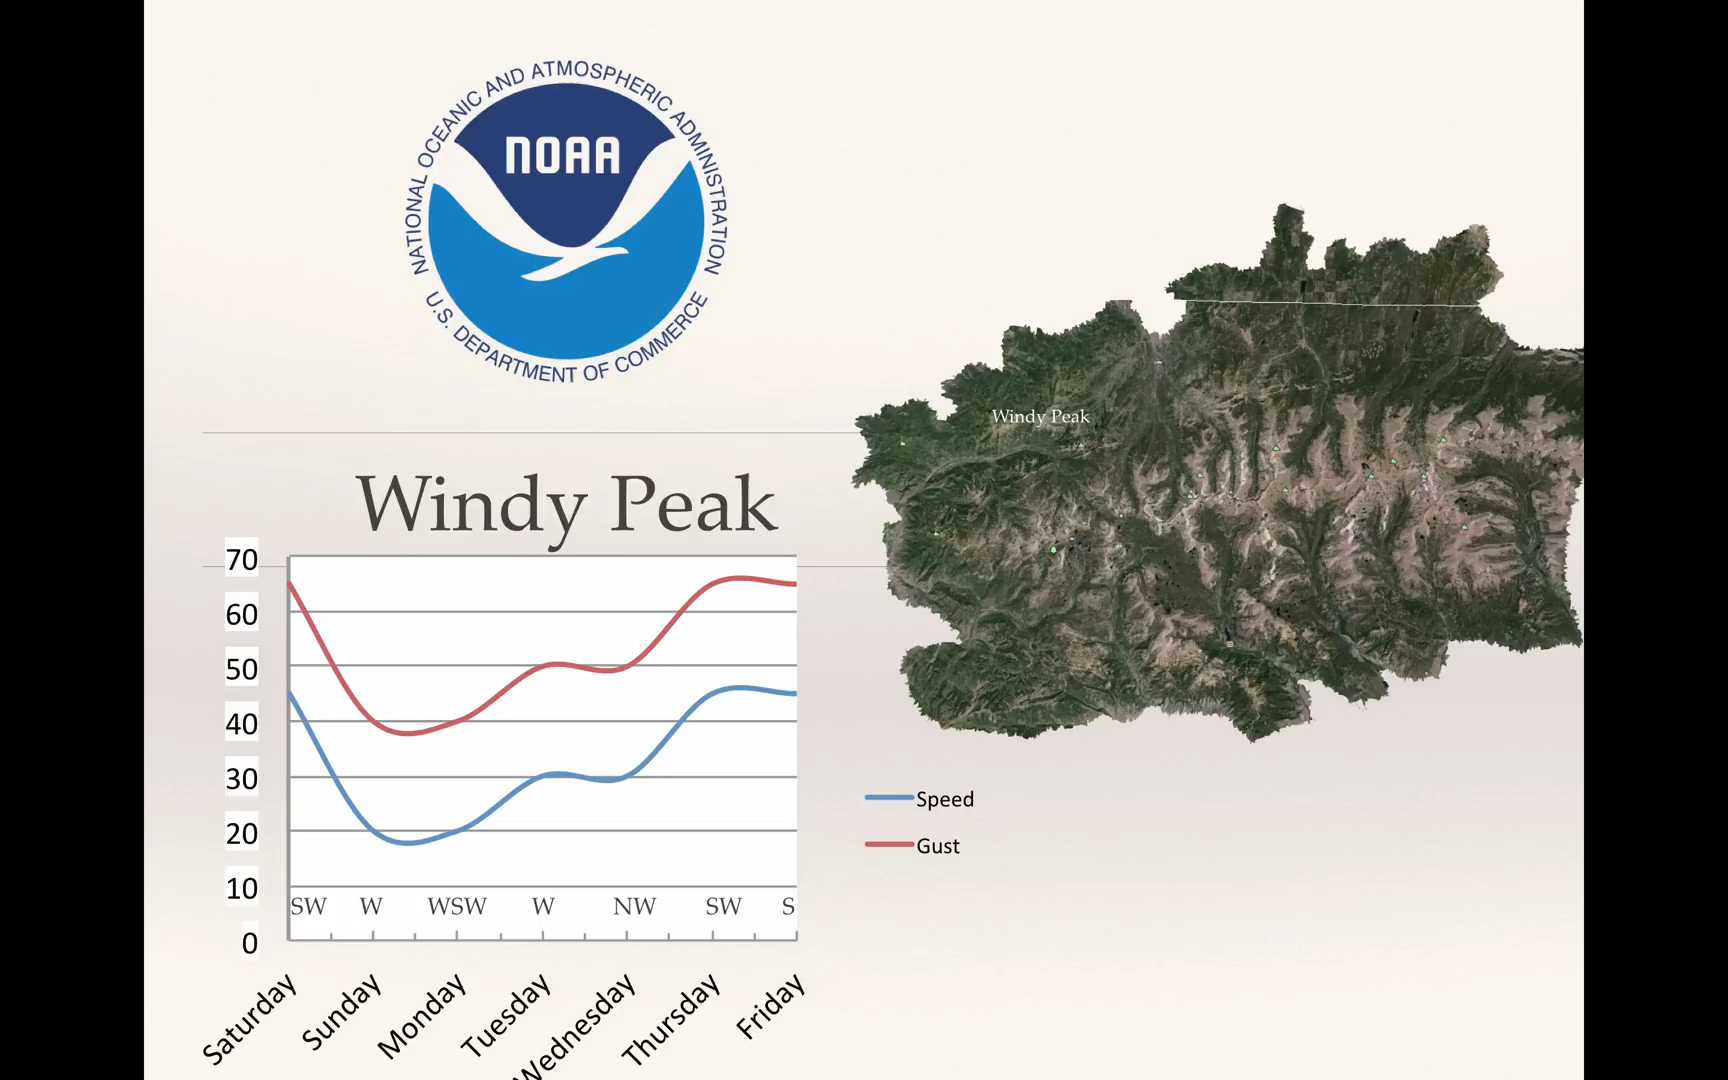 NATIONAL OCEANIC AND ATMOSPHERIC ADMINISTRATION
NOAA
U.S. DEPARTMENT OF COMMERCE
Windy Peak
Windy Peak
70
60
50
40
30
20
10
0
SW W WSW W NW SW S
Saturday Sunday Monday Tuesday Wednesday Thursday Friday
Speed
Gust